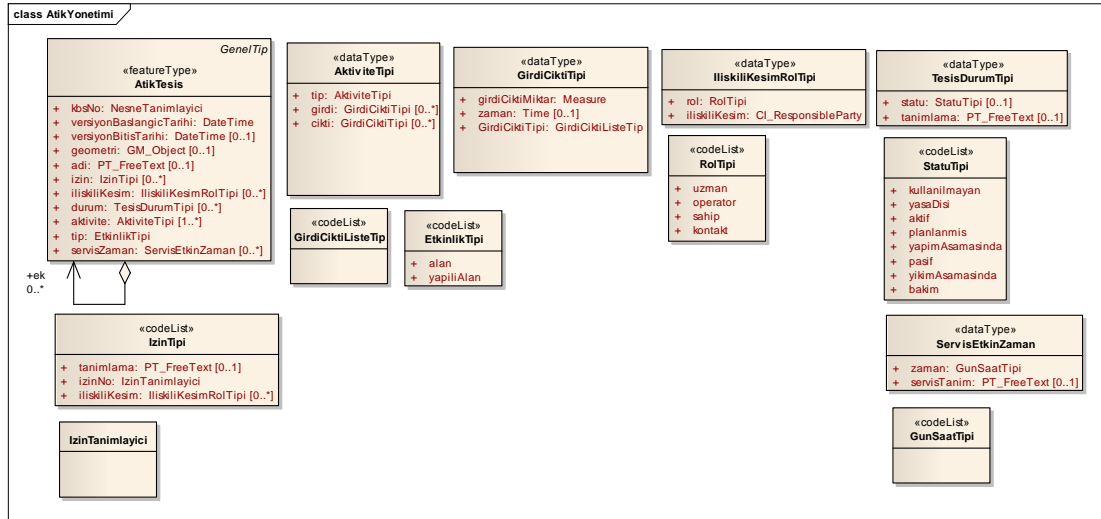 class AtikYonetimi
GenelTip
«featureType»
AtikTesis
+ kbsNo: NesneTanimlayici
+ versiyonBaslangicTarihi: DateTime
+ versiyonBitisTarihi: DateTime [0..1]
+ geometri: GM_Object [0..1]
+ adi: PT_FreeText [0..1]
+ izin: IzinTipi [0..*]
+ iliskiliKesim: IliskiliKesimRolTipi [0..*]
+ durum: TesisDurumTipi [0..*]
+ aktivite: AktiviteTipi [1..*]
+ tip: EtkinlikTipi
+ servisZaman: ServisEtkinZaman [0..*]
+ek
0..*
«dataType»
AktiviteTipi
+ tip: AktiviteTipi
+ girdi: GirdiCiktiTipi [0..*]
+ cikti: GirdiCiktiTipi [0..*]
«dataType»
GirdiCiktiTipi
+ girdiCiktiMiktar: Measure
+ zaman: Time [0..1]
+ GirdiCiktiTipi: GirdiCiktiListeTip
«dataType»
IliskiliKesimRolTipi
+ rol: RolTipi
+ iliskiliKesim: CI_ResponsibleParty
«dataType»
TesisDurumTipi
+ statu: StatuTipi [0..1]
+ tanimlama: PT_FreeText [0..1]
«codeList»
RolTipi
+ uzman
+ operator
+ sahip
+ kontakt
«codeList»
StatuTipi
+ kullanilmayan
+ yasaDisi
+ aktif
+ planlanmis
+ yapimAsamasinda
+ pasif
+ yikimAsamasinda
+ bakim
«codeList»
GirdiCiktiListeTip
«codeList»
EtkinlikTipi
+ alan
+ yapiliAlan
«codeList»
IzinTipi
+ tanimlama: PT_FreeText [0..1]
+ izinNo: IzinTanimlayici
+ iliskiliKesim: IliskiliKesimRolTipi [0..*]
«dataType»
ServisEtkinZaman
+ zaman: GunSaatTipi
+ servisTanim: PT_FreeText [0..1]
IzinTanimlayici
«codeList»
GunSaatTipi